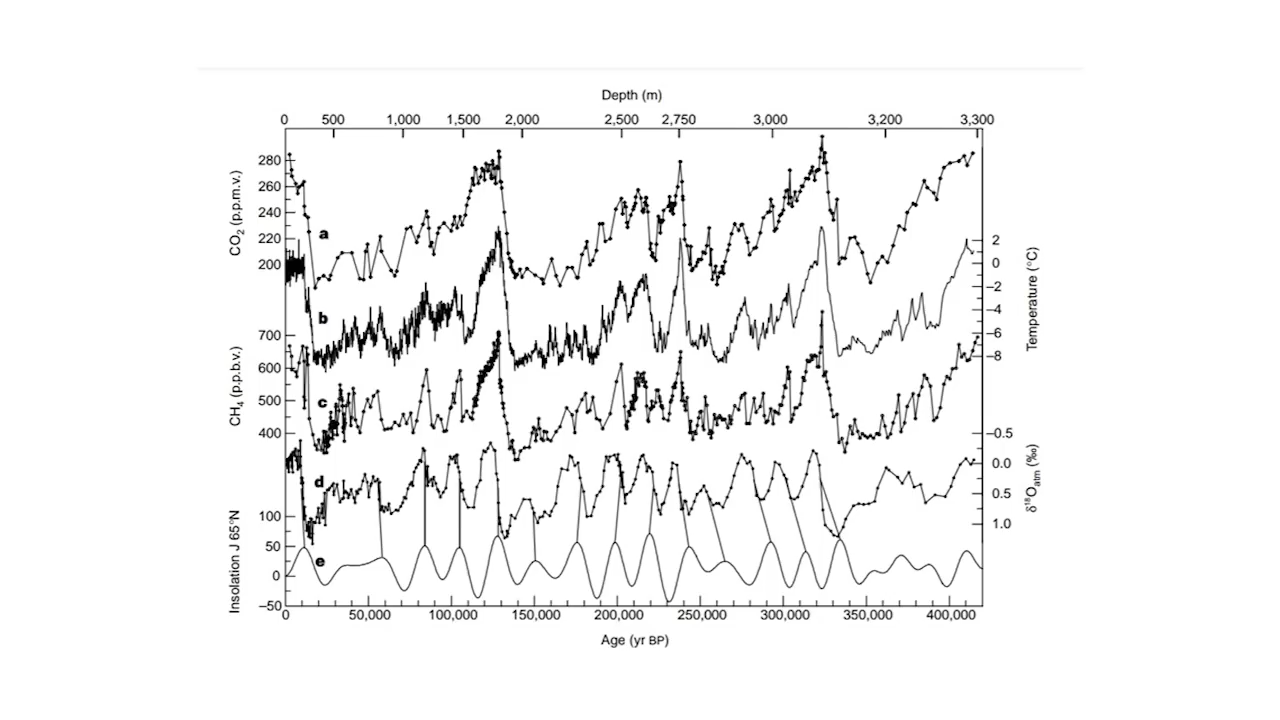 Depth (m)
0 500 1,000 1,500 2,000 2,500 2,750 3,000 3,200 3,300
CO2 (p.p.m.v.)
280
260
240
220
200
a
2
0
–2
–4
–6
–8
Temperature (°C)
b
CH4 (p.p.b.v.)
700
600
500
400
c
–0.5
0.0
0.5
1.0
δ18Oatm (‰)
d
Insolation J 65°N
100
50
0
–50
e
0 50,000 100,000 150,000 200,000 250,000 300,000 350,000 400,000
Age (yr BP)